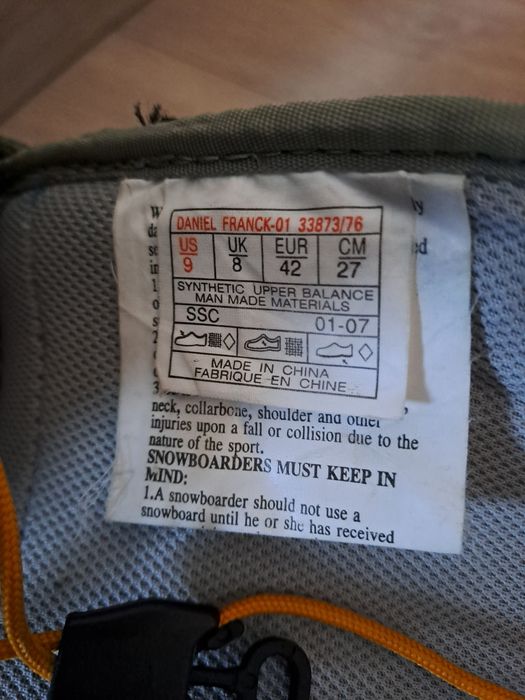 DANIEL FRANCK-01 33873/76
US UK EUR CM
9 8 42 27
SYNTHETIC UPPER BALANCE
MAN MADE MATERIALS
SSC
01-07
MADE IN CHINA
FABRIQUE EN CHINE
neck, collarbone, shoulder and other
injuries upon a fall or collision due to the
nature of the sport.
SNOWBOARDERS MUST KEEP IN
MIND:
1.A snowboarder should not use a
snowboard until he or she has received